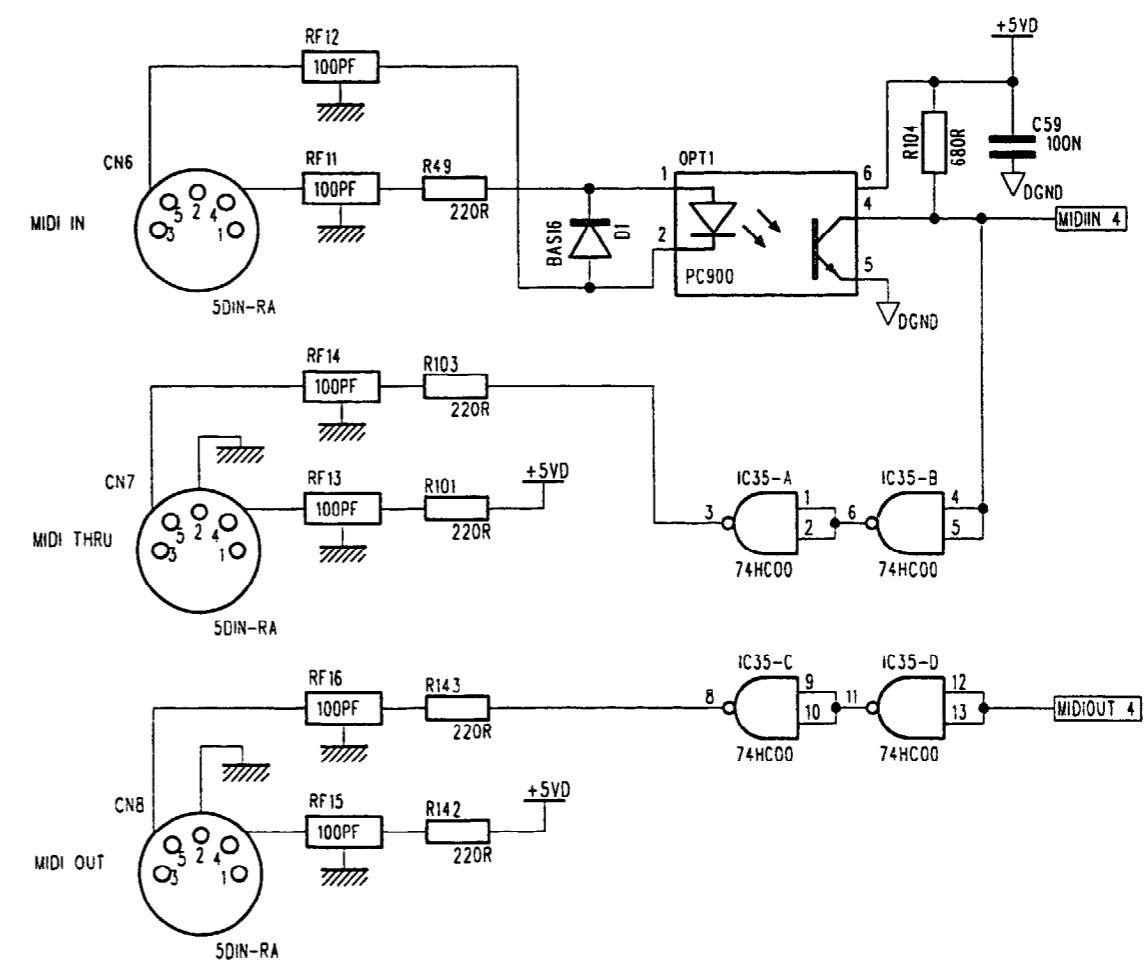 RF12
100PF
+5VD
CN6
RF11
100PF
R49
220R
OPT1
R104
680R
C59
100N
DGND
1
6
4
MIDIIN 4
MIDI IN
5
2
4
3
1
BAS16
D1
2
PC900
5
DGND
5DIN-RA
RF14
100PF
R103
220R
CN7
RF13
100PF
R101
220R
+5VD
IC35-A
IC35-B
3
1
2
6
4
5
74HC00
74HC00
MIDI THRU
5
2
4
3
1
5DIN-RA
RF16
100PF
R143
220R
IC35-C
IC35-D
8
9
10
11
12
13
MIDIOUT 4
74HC00
74HC00
CN8
RF15
100PF
R142
220R
+5VD
MIDI OUT
5
2
4
3
1
5DIN-RA